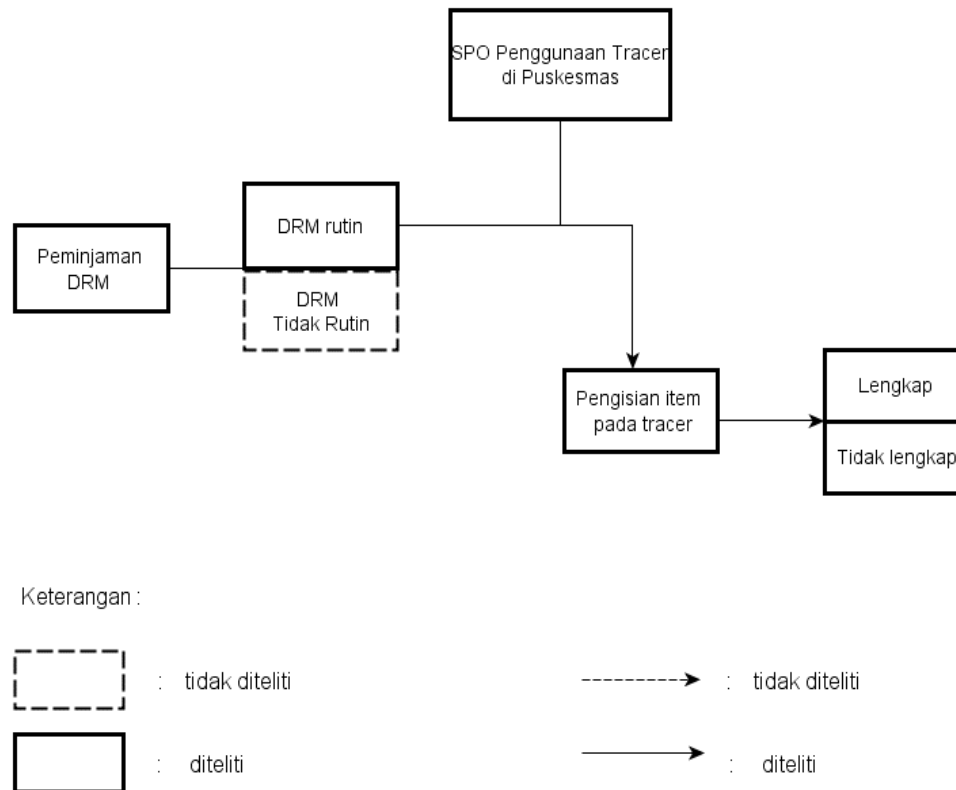 SPO Penggunaan Tracer
di Puskesmas
DRM rutin
Peminjaman
DRM
DRM
Tidak Rutin
Pengisian item
pada tracer
Lengkap
Tidak lengkap
Keterangan :
: tidak diteliti
: tidak diteliti
: diteliti
: diteliti